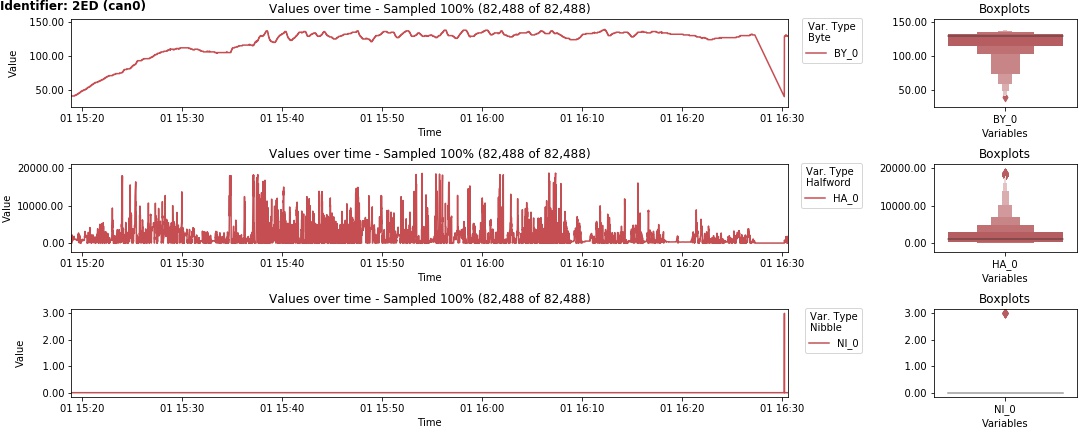 Identifier: 2ED (can0)
Values over time - Sampled 100% (82,488 of 82,488)
Boxplots
150.00
100.00
50.00
Value
01 15:20 01 15:30 01 15:40 01 15:50 01 16:00 01 16:10 01 16:20 01 16:30
Time
Var. Type
Byte
BY_0
150.00
100.00
50.00
BY_0
Variables
Values over time - Sampled 100% (82,488 of 82,488)
Boxplots
20000.00
10000.00
0.00
Value
01 15:20 01 15:30 01 15:40 01 15:50 01 16:00 01 16:10 01 16:20 01 16:30
Time
Var. Type
Halfword
HA_0
20000.00
10000.00
0.00
HA_0
Variables
Values over time - Sampled 100% (82,488 of 82,488)
Boxplots
3.00
2.00
1.00
0.00
Value
01 15:20 01 15:30 01 15:40 01 15:50 01 16:00 01 16:10 01 16:20 01 16:30
Time
Var. Type
Nibble
NI_0
3.00
2.00
1.00
0.00
NI_0
Variables